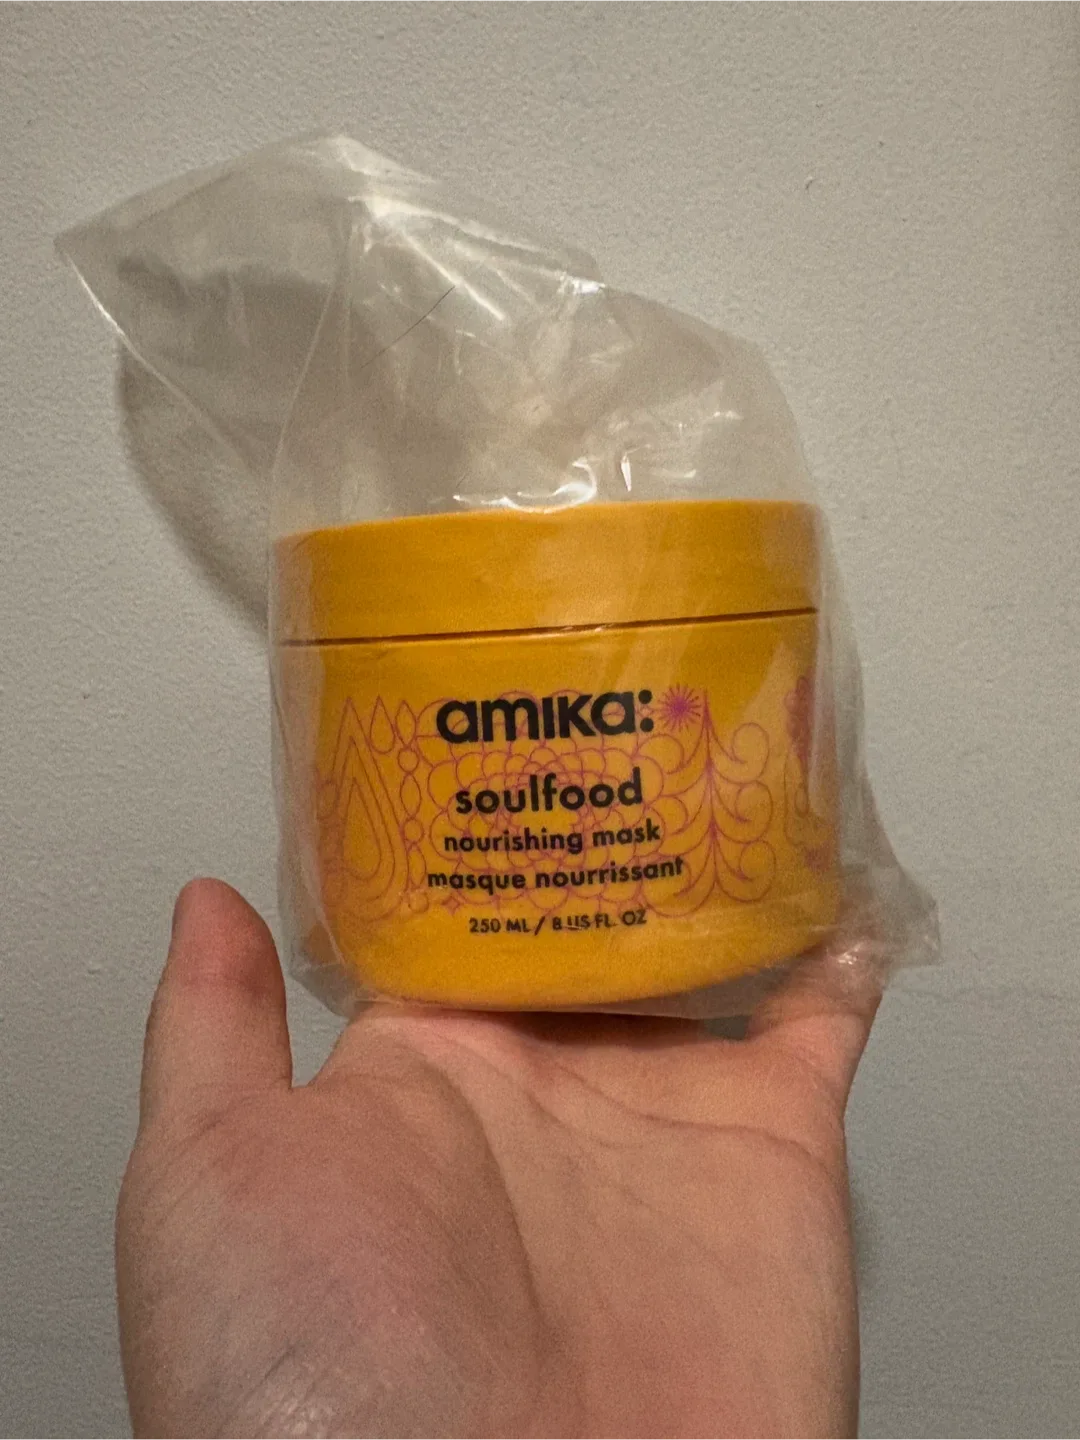 amika:
soulfood
nourishing mask
masque nourrissant
250 ML / 8 US FL. OZ